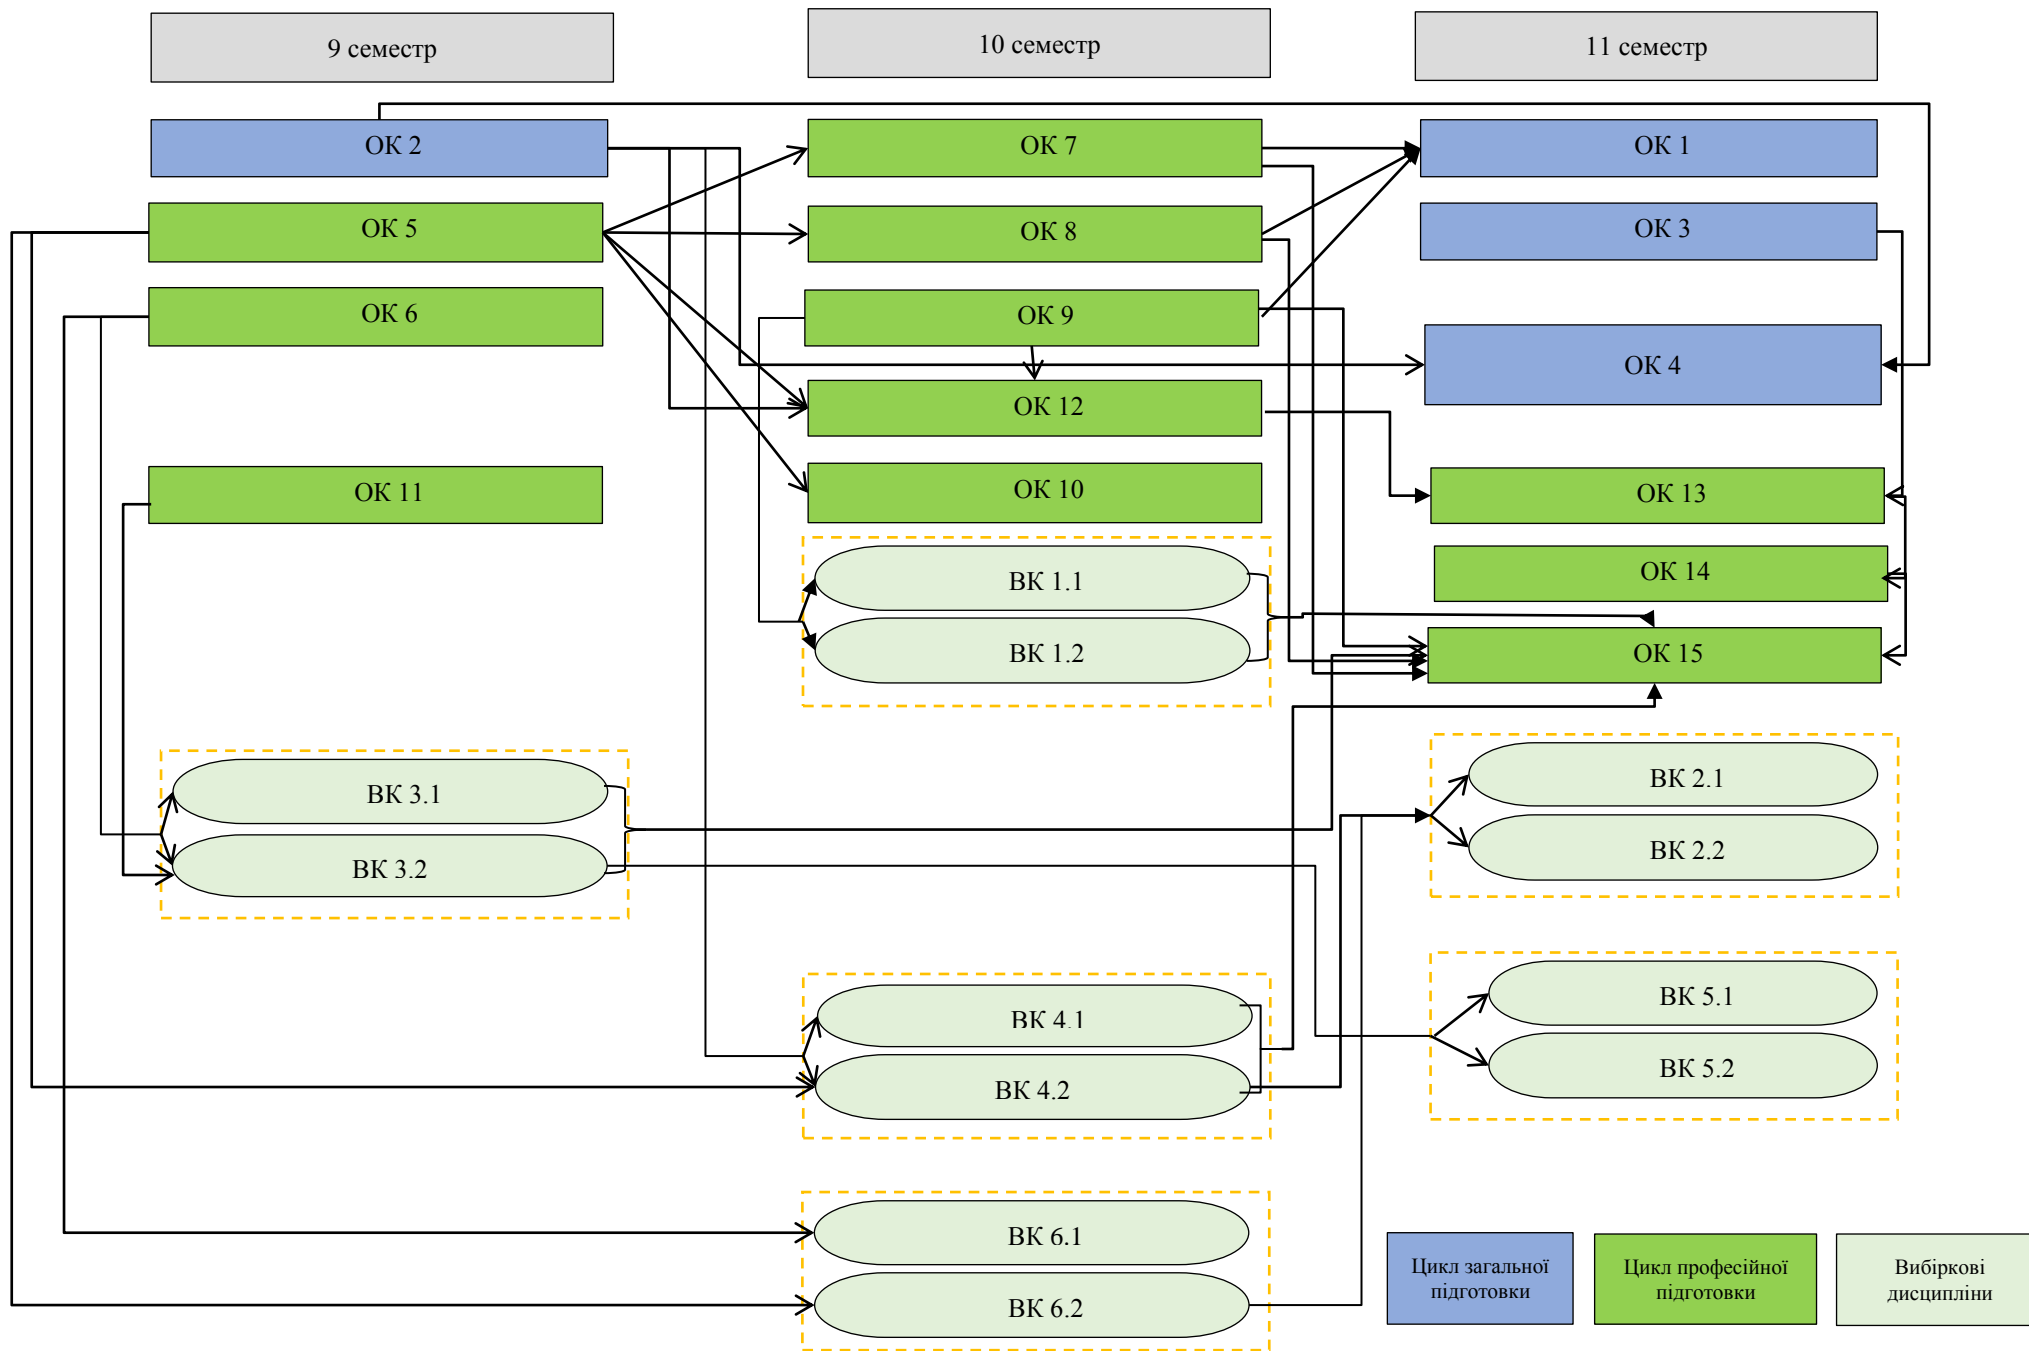 9 семестр
10 семестр
11 семестр
ОК 2
ОК 7
ОК 1
ОК 5
ОК 8
ОК 3
ОК 6
ОК 9
ОК 4
ОК 12
ОК 11
ОК 10
ОК 13
ВК 1.1
ОК 14
ВК 1.2
ОК 15
ВК 3.1
ВК 2.1
ВК 3.2
ВК 2.2
ВК 4.1
ВК 5.1
ВК 4.2
ВК 5.2
ВК 6.1
ВК 6.2
Цикл загальної
підготовки
Цикл професійної
підготовки
Вибіркові
дисципліни